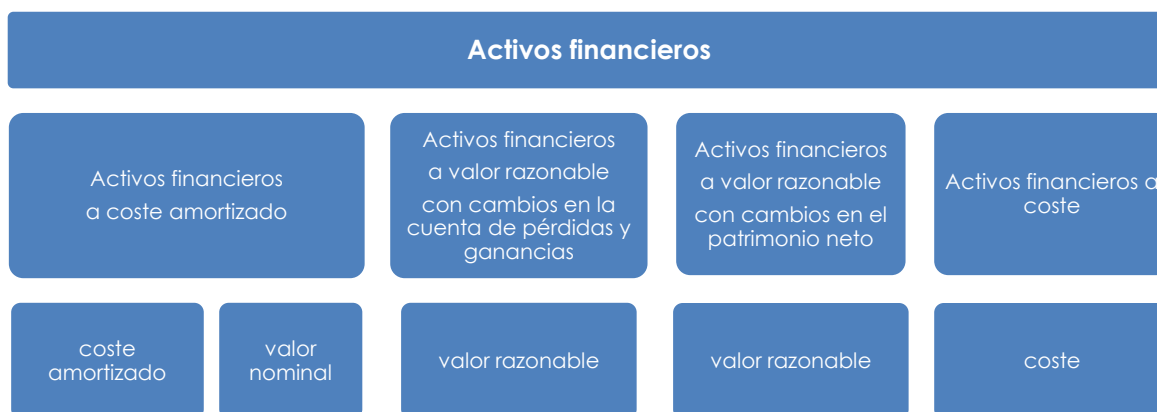 Activos financieros
Activos financieros
a coste amortizado
Activos financieros
a valor razonable
con cambios en la
cuenta de pérdidas y
ganancias
Activos financieros
a valor razonable
con cambios en el
patrimonio neto
Activos financieros a
coste
coste
amortizado
valor
nominal
valor razonable
valor razonable
coste